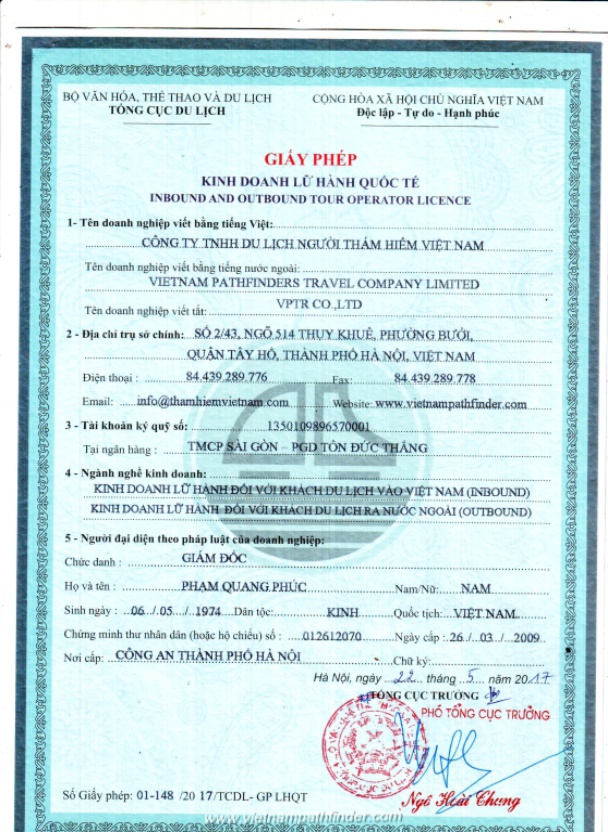 BỘ VĂN HÓA, THỂ THAO VÀ DU LỊCH
TỔNG CỤC DU LỊCH
CỘNG HÒA XÃ HỘI CHỦ NGHĨA VIỆT NAM
Độc lập - Tự do - Hạnh phúc
GIẤY PHÉP
KINH DOANH LỮ HÀNH QUỐC TẾ
INBOUND AND OUTBOUND TOUR OPERATOR LICENCE
1- Tên doanh nghiệp viết bằng tiếng Việt:
CÔNG TY TNHH DU LỊCH NGƯỜI THÁM HIỂM VIỆT NAM
Tên doanh nghiệp viết bằng tiếng nước ngoài:
VIETNAM PATHFINDERS TRAVEL COMPANY LIMITED
Tên doanh nghiệp viết tắt: VPTR CO.,LTD
2 - Địa chỉ trụ sở chính: SỐ 2/43, NGÕ 514 THỤY KHUÊ, PHƯỜNG BƯỞI,
QUẬN TÂY HỒ, THÀNH PHỐ HÀ NỘI, VIỆT NAM
Điện thoại : 84.439.289.776 Fax: 84.439.289.778
Email: info@thamhiemvietnam.com Website: www.vietnampathfinder.com
3 - Tài khoản ký quỹ số: 1350109896570001
Tại ngân hàng : TMCP SÀI GÒN – PGD TÔN ĐỨC THẮNG
4 - Ngành nghề kinh doanh:
KINH DOANH LỮ HÀNH ĐỐI VỚI KHÁCH DU LỊCH VÀO VIỆT NAM (INBOUND)
KINH DOANH LỮ HÀNH ĐỐI VỚI KHÁCH DU LỊCH RA NƯỚC NGOÀI (OUTBOUND)
5 - Người đại diện theo pháp luật của doanh nghiệp:
Chức danh : GIÁM ĐỐC
Họ và tên : PHẠM QUANG PHÚC Nam/Nữ: NAM
Sinh ngày : 06 / 05 / 1974 Dân tộc: KINH Quốc tịch: VIỆT NAM
Chứng minh thư nhân dân (hoặc hộ chiếu) số : 012612070 Ngày cấp : 26 / 03 / 2009
Nơi cấp: CÔNG AN THÀNH PHỐ HÀ NỘI Chữ ký:
Hà Nội, ngày 22 tháng 5 năm 2017
TỔNG CỤC TRƯỞNG
PHÓ TỔNG CỤC TRƯỞNG
Ngô Hoài Chung
Số Giấy phép: 01-148 /20 17/TCDL- GP LHQT
www.vietnampathfinder.com